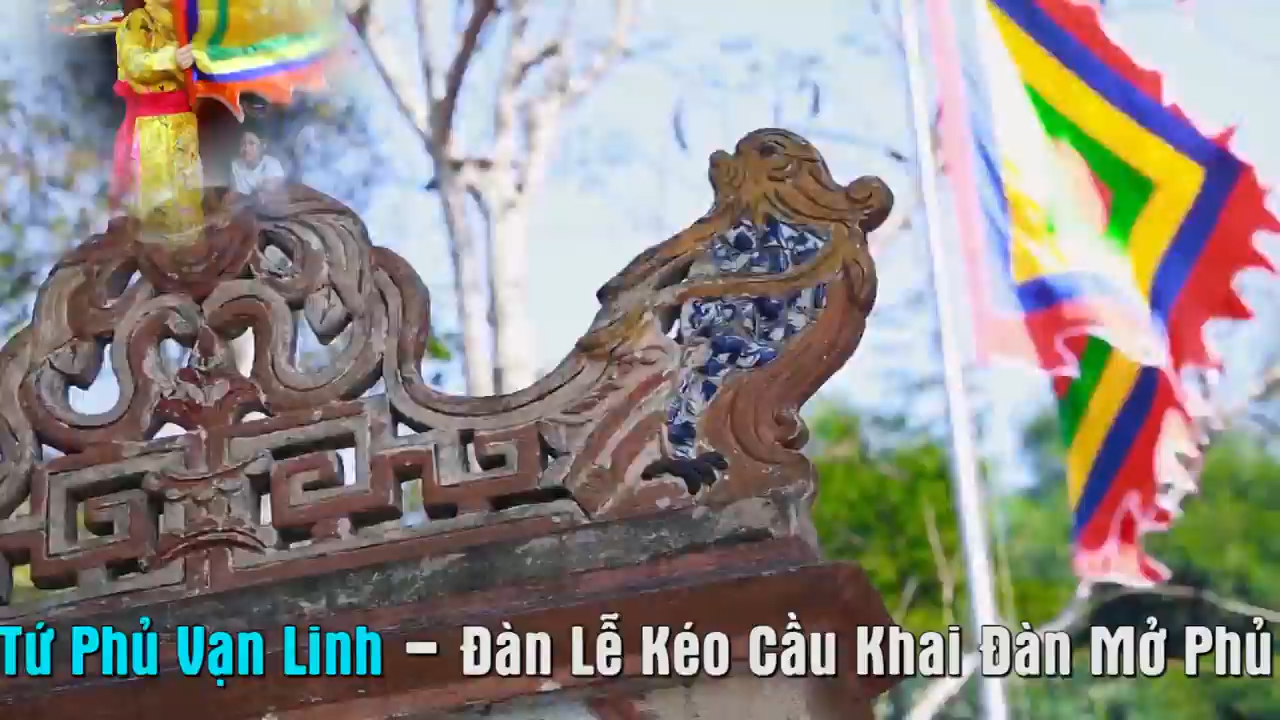 Tứ Phủ Vạn Linh - Đàn Lễ Kéo Cầu Khai Đàn Mở Phủ